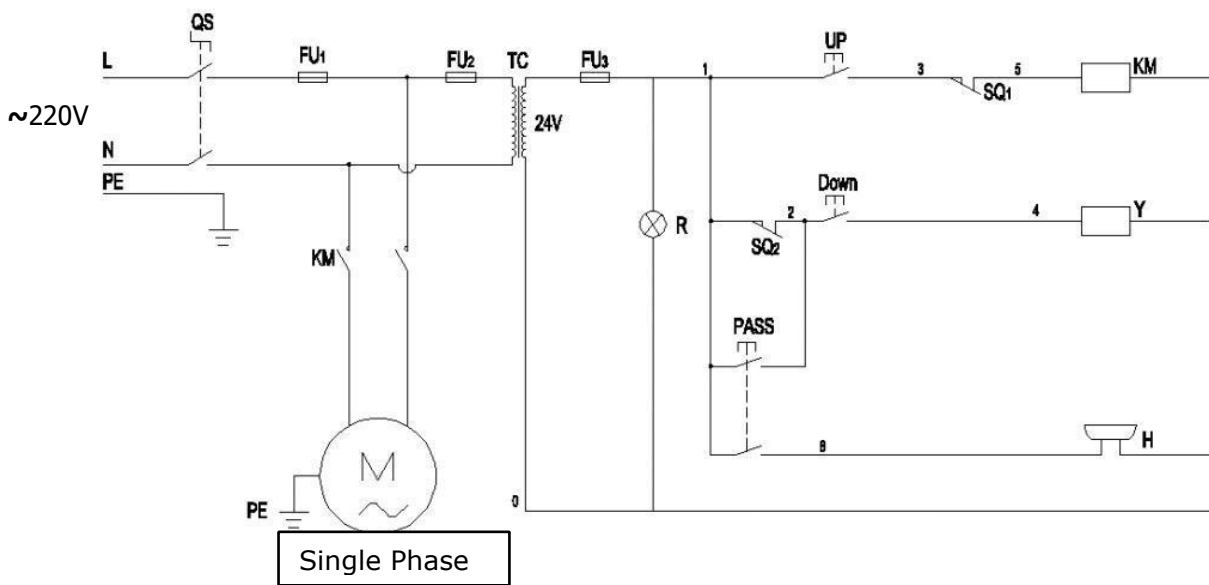 QS
L
FU1
FU2
TC
FU3
1
UP
3
SQ1
5
KM
~220V
24V
N
PE
Down
R
SQ2
2
4
Y
KM
PASS
M
8
H
PE
0
Single Phase